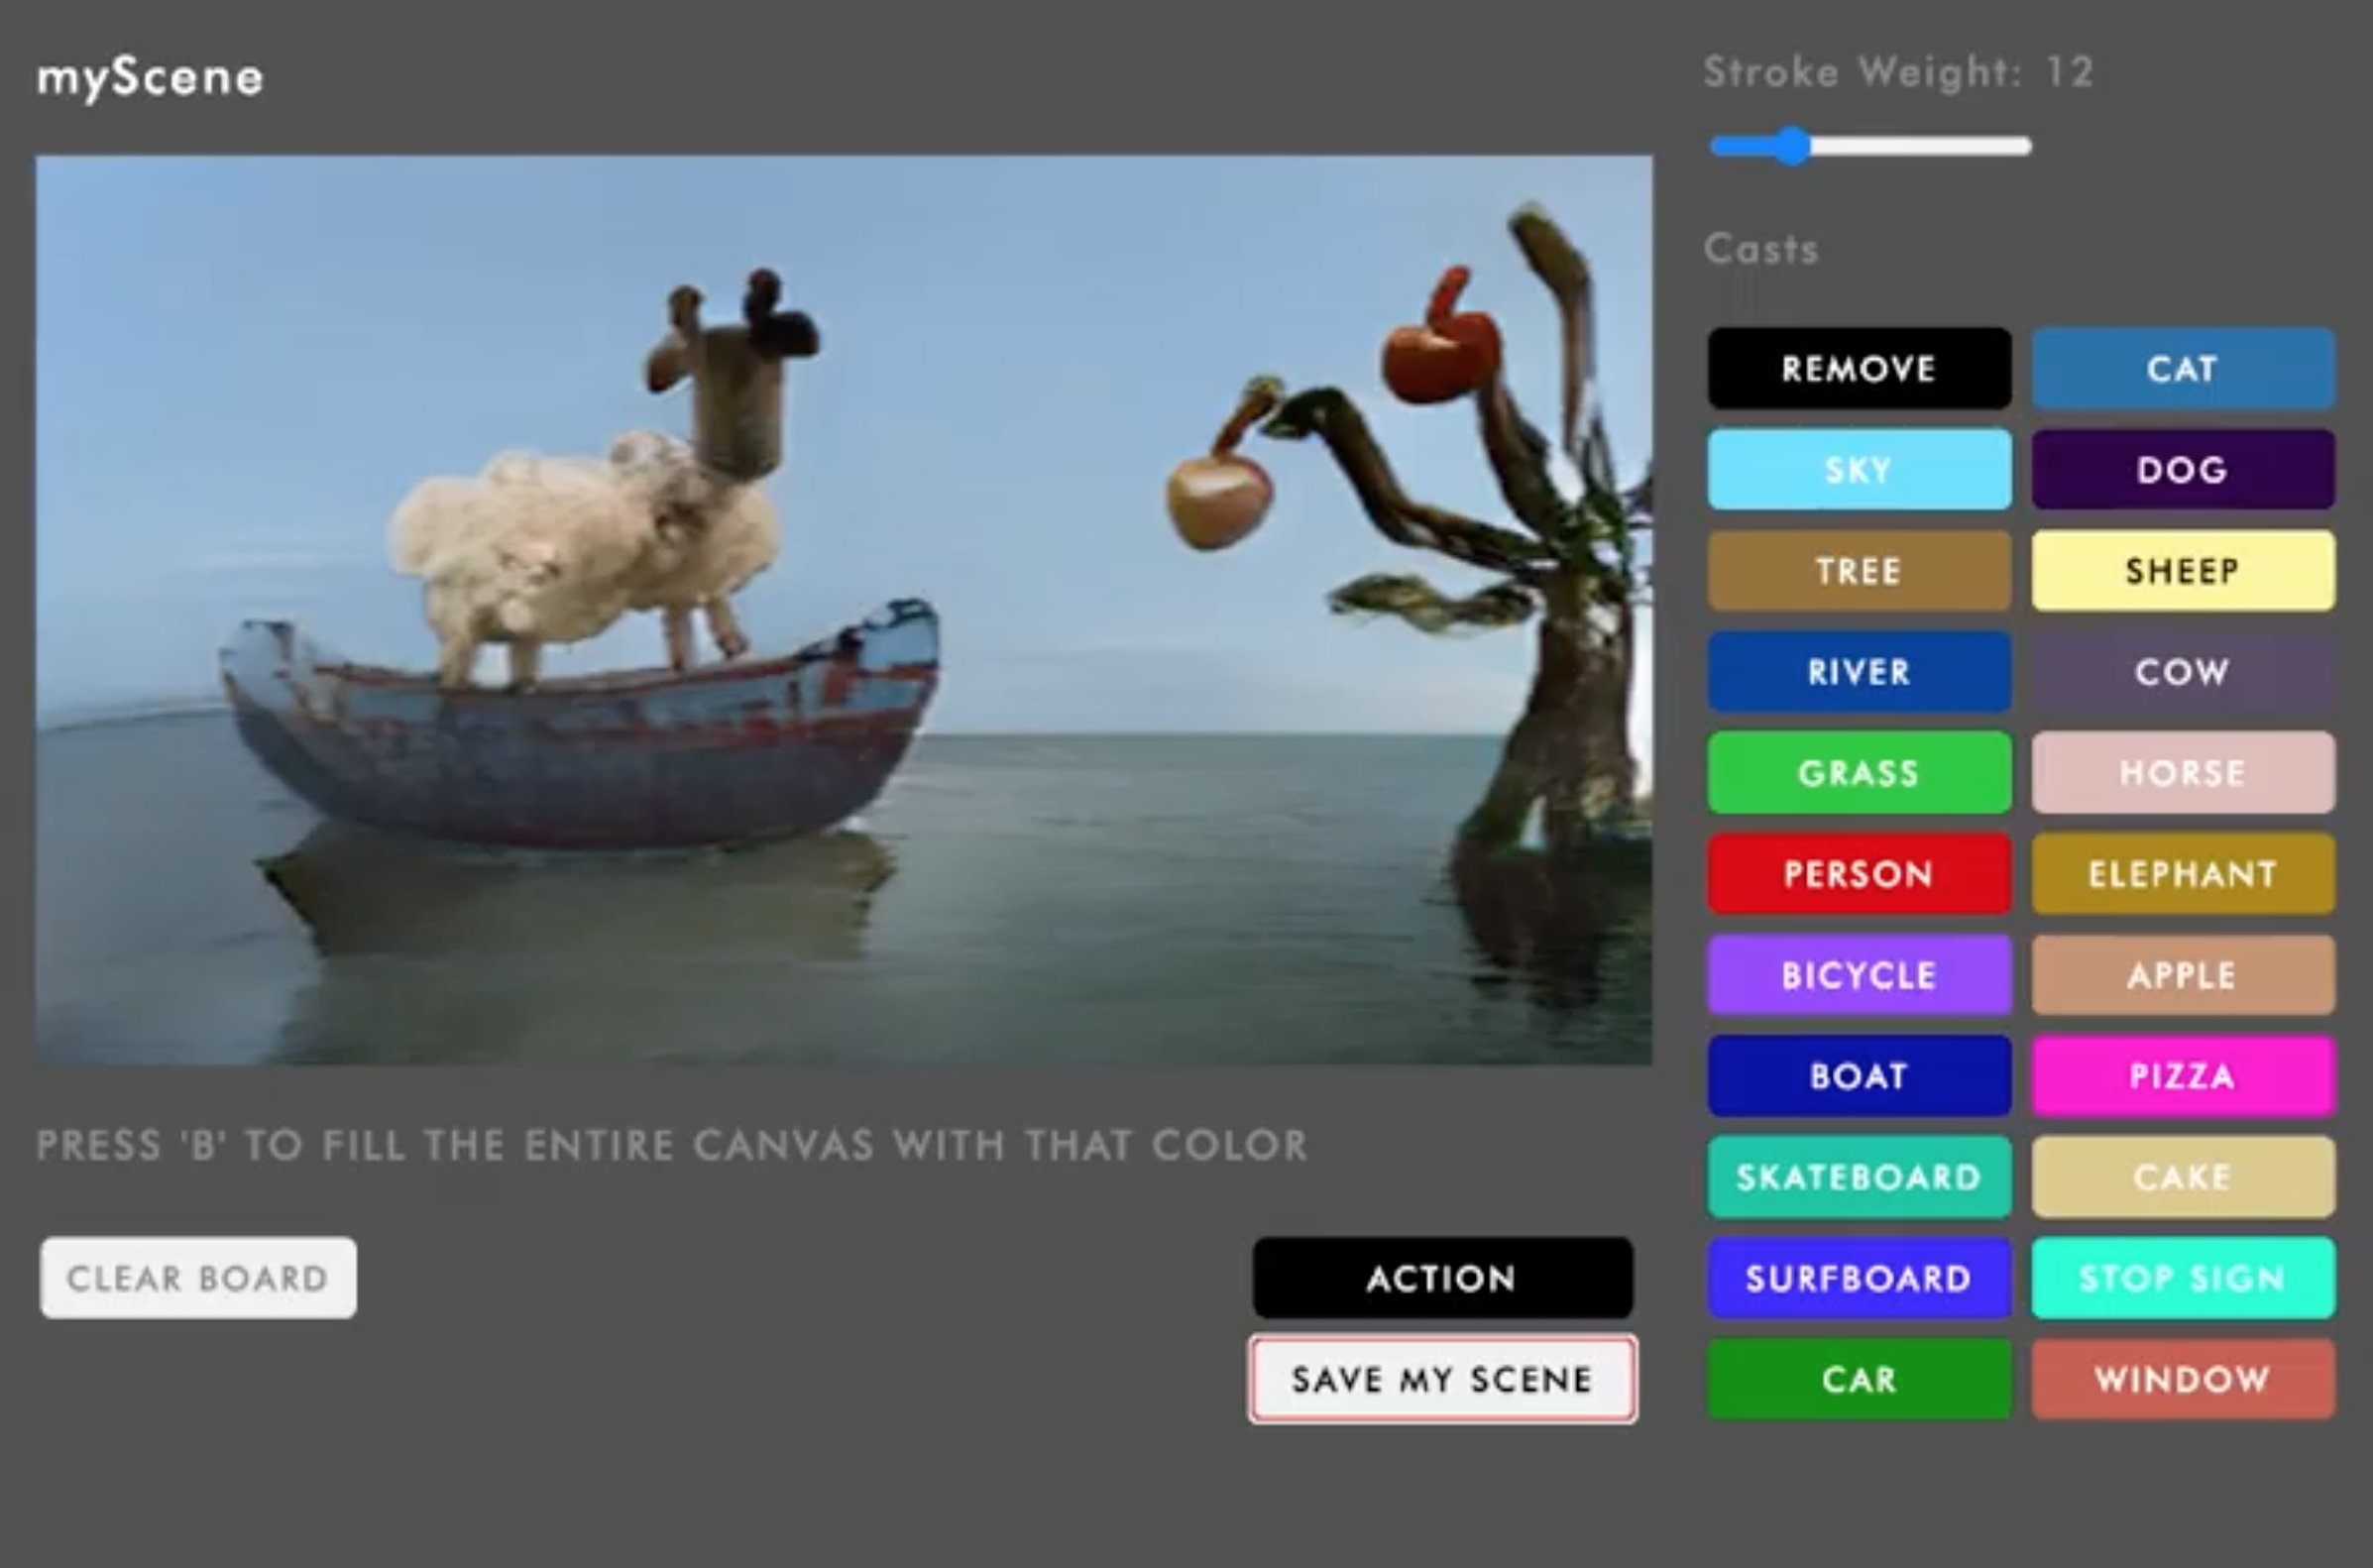 myScene
Stroke Weight: 12
Casts
REMOVE
CAT
SKY
DOG
TREE
SHEEP
RIVER
COW
GRASS
HORSE
PERSON
ELEPHANT
BICYCLE
APPLE
BOAT
PIZZA
SKATEBOARD
CAKE
SURFBOARD
STOP SIGN
CAR
WINDOW
PRESS 'B' TO FILL THE ENTIRE CANVAS WITH THAT COLOR
CLEAR BOARD
ACTION
SAVE MY SCENE